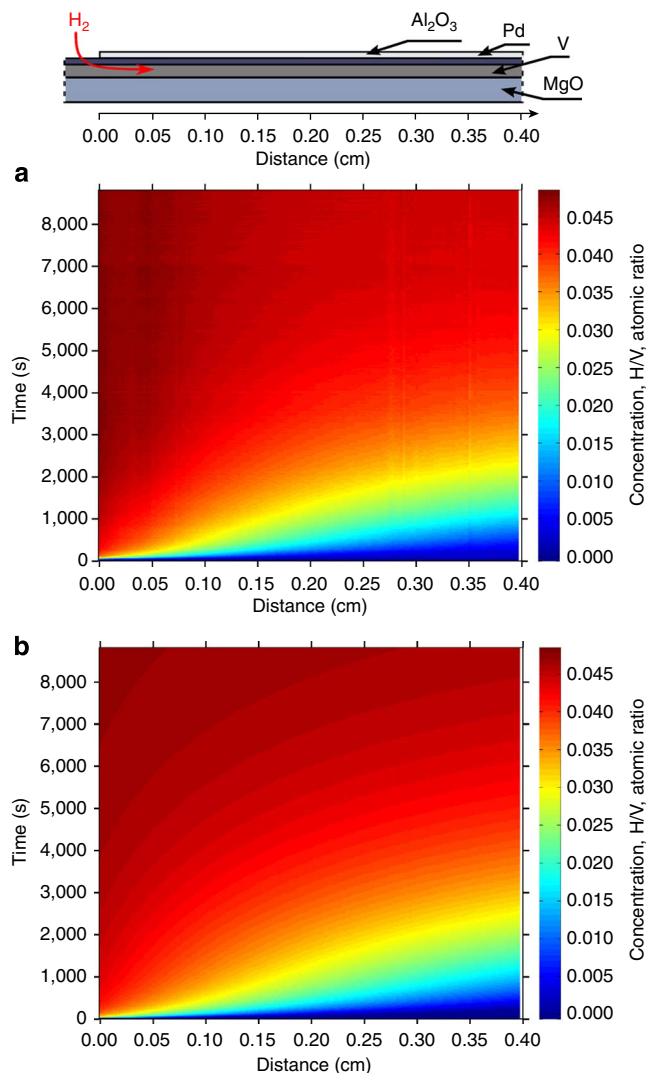 H₂
Al₂O₃
Pd
V
MgO
0.00 0.05 0.10 0.15 0.20 0.25 0.30 0.35 0.40
Distance (cm)
a
8,000
7,000
6,000
5,000
4,000
3,000
2,000
1,000
0
Time (s)
0.00 0.05 0.10 0.15 0.20 0.25 0.30 0.35 0.40
Distance (cm)
0.045
0.040
0.035
0.030
0.025
0.020
0.015
0.010
0.005
0.000
Concentration, H/V, atomic ratio
b
8,000
7,000
6,000
5,000
4,000
3,000
2,000
1,000
0
Time (s)
0.00 0.05 0.10 0.15 0.20 0.25 0.30 0.35 0.40
Distance (cm)
0.045
0.040
0.035
0.030
0.025
0.020
0.015
0.010
0.005
0.000
Concentration, H/V, atomic ratio